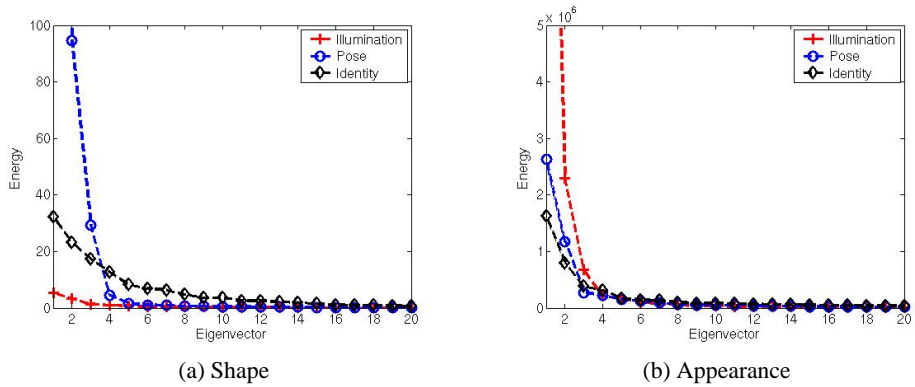 100
80
60
40
20
0
Energy
2 4 6 8 10 12 14 16 18 20
Eigenvector
Illumination
Pose
Identity
(a) Shape
× 10⁶
5
4
3
2
1
0
Energy
2 4 6 8 10 12 14 16 18 20
Eigenvector
Illumination
Pose
Identity
(b) Appearance